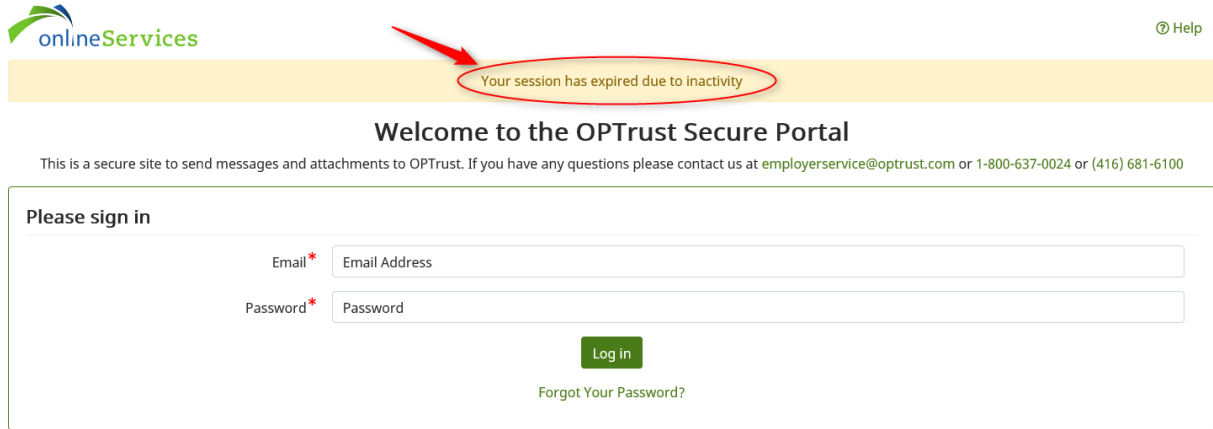 onlineServices
Help
Your session has expired due to inactivity
Welcome to the OPTrust Secure Portal
This is a secure site to send messages and attachments to OPTrust. If you have any questions please contact us at employerservice@optrust.com or 1-800-637-0024 or (416) 681-6100
Please sign in
Email*
Email Address
Password*
Password
Log in
Forgot Your Password?